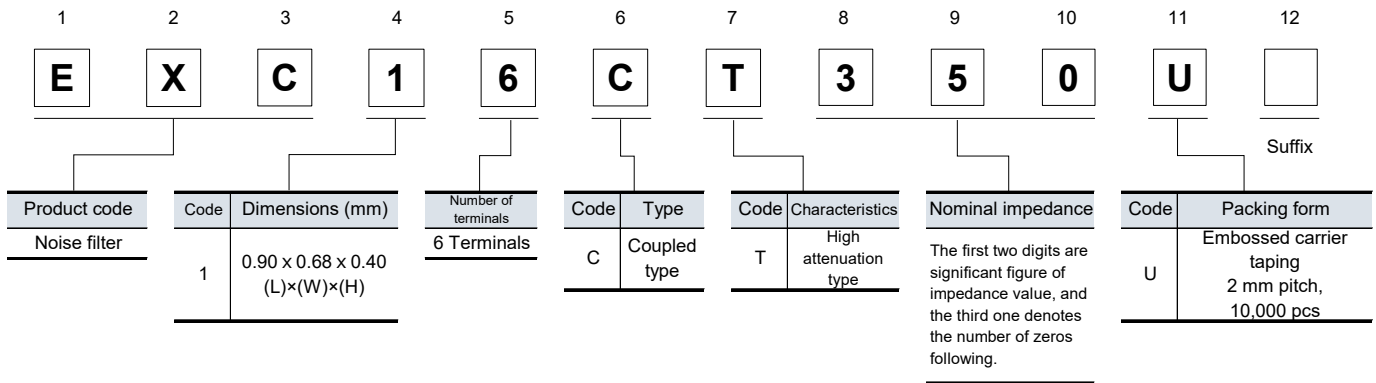 1 2 3 4 5 6 7 8 9 10 11 12
E X C 1 6 C T 3 5 0 U
Suffix
Product code
Noise filter
Code Dimensions (mm)
1 0.90 x 0.68 x 0.40
(L)×(W)×(H)
Number of
terminals
6 Terminals
Code Type
C Coupled
type
Code Characteristics
T High
attenuation
type
Nominal impedance
The first two digits are
significant figure of
impedance value, and
the third one denotes
the number of zeros
following.
Code Packing form
U Embossed carrier
taping
2 mm pitch,
10,000 pcs